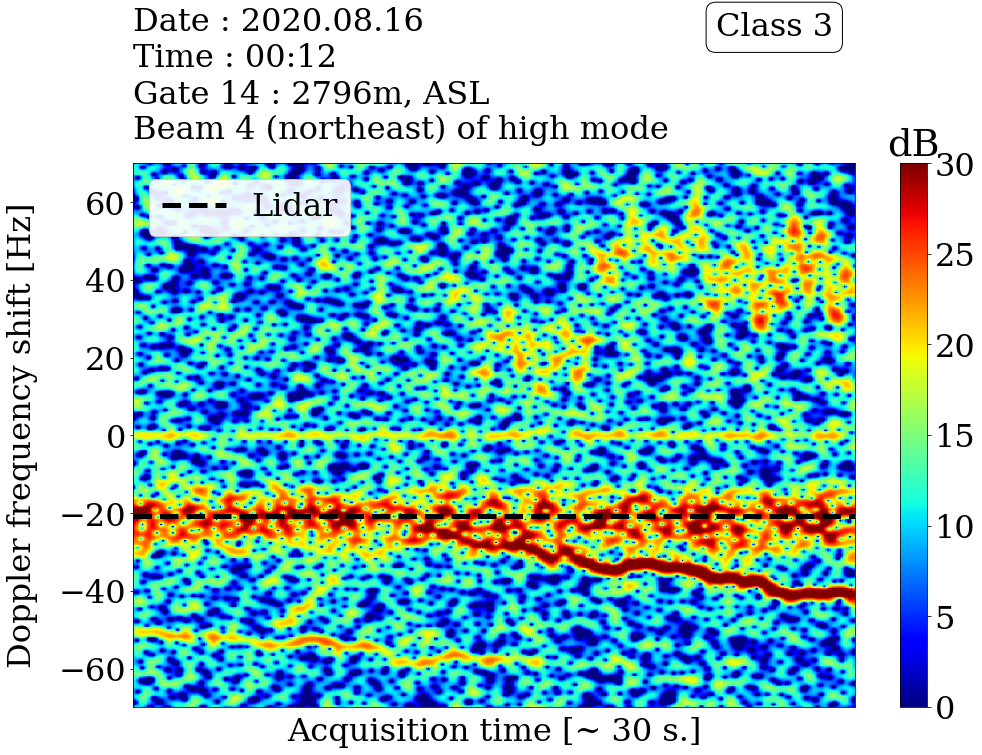 Date : 2020.08.16
Time : 00:12
Gate 14 : 2796m, ASL
Beam 4 (northeast) of high mode
Class 3
dB
Lidar
Doppler frequency shift [Hz]
60
40
20
0
−20
−40
−60
Acquisition time [~ 30 s.]
30
25
20
15
10
5
0